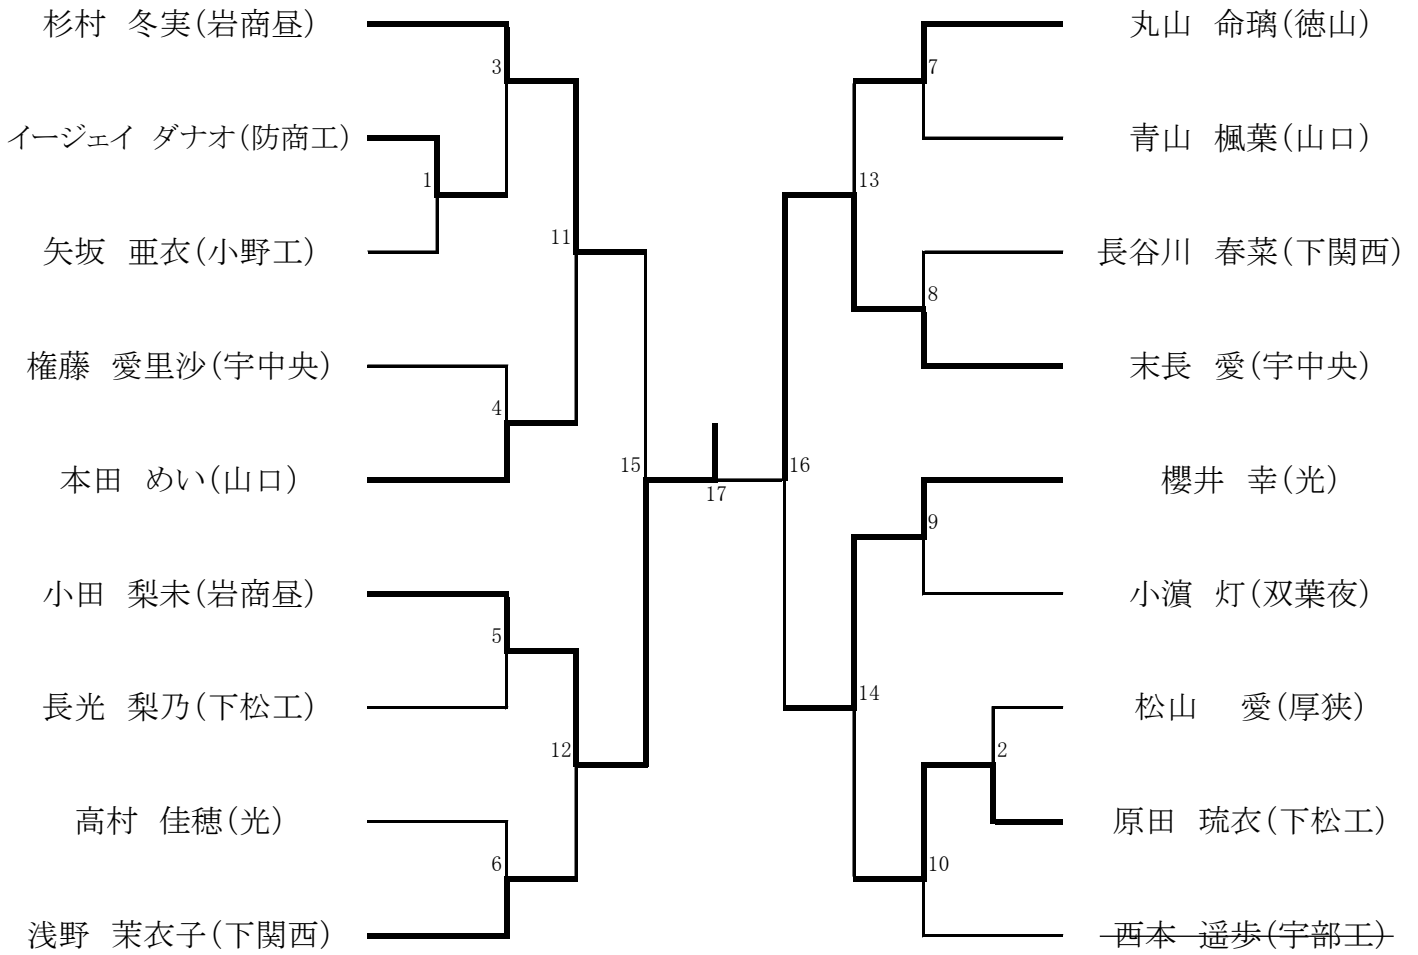 杉村 冬実(岩商昼)
イージェイ ダナオ(防商工)
矢坂 亜衣(小野工)
権藤 愛里沙(宇中央)
本田 めい(山口)
小田 梨未(岩商昼)
長光 梨乃(下松工)
高村 佳穂(光)
浅野 茉衣子(下関西)
3
1
11
4
15
5
12
6
17
7
13
8
16
9
14
2
10
丸山 命璃(徳山)
青山 楓葉(山口)
長谷川 春菜(下関西)
末長 愛(宇中央)
櫻井 幸(光)
小濵 灯(双葉夜)
松山 愛(厚狭)
原田 琉衣(下松工)
西本 遥歩(宇部工)